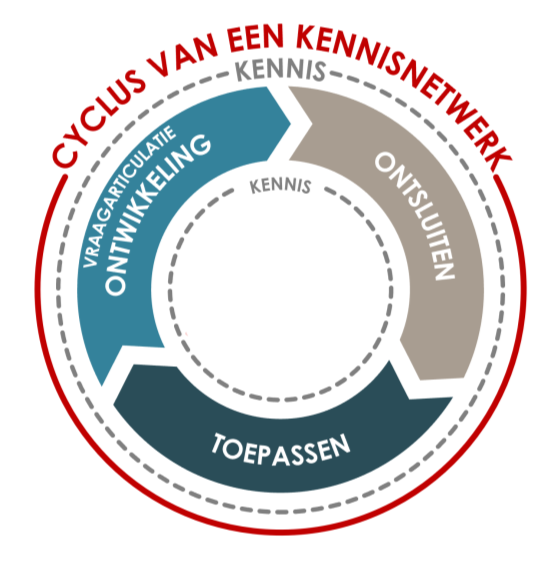 CYCLUS VAN EEN KENNISNETWERK
KENNIS
VRAAGARTICULATIE
ONTWIKKELING
ONTSLUITEN
KENNIS
TOEPASSEN